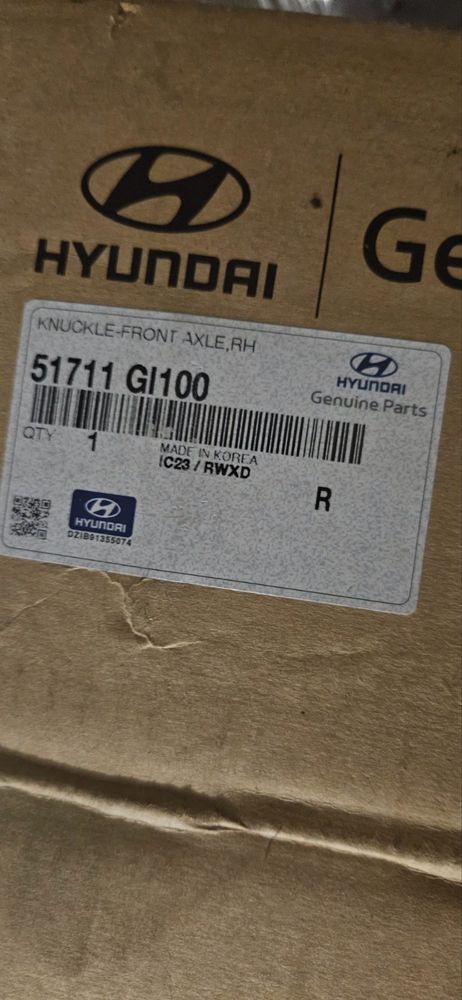 HYUNDAI
Ge
KNUCKLE-FRONT AXLE,RH
51711 GI100
HYUNDAI
Genuine Parts
QTY 1
MADE IN KOREA
IC23 / RWXD
R
HYUNDAI
DZIB91355074